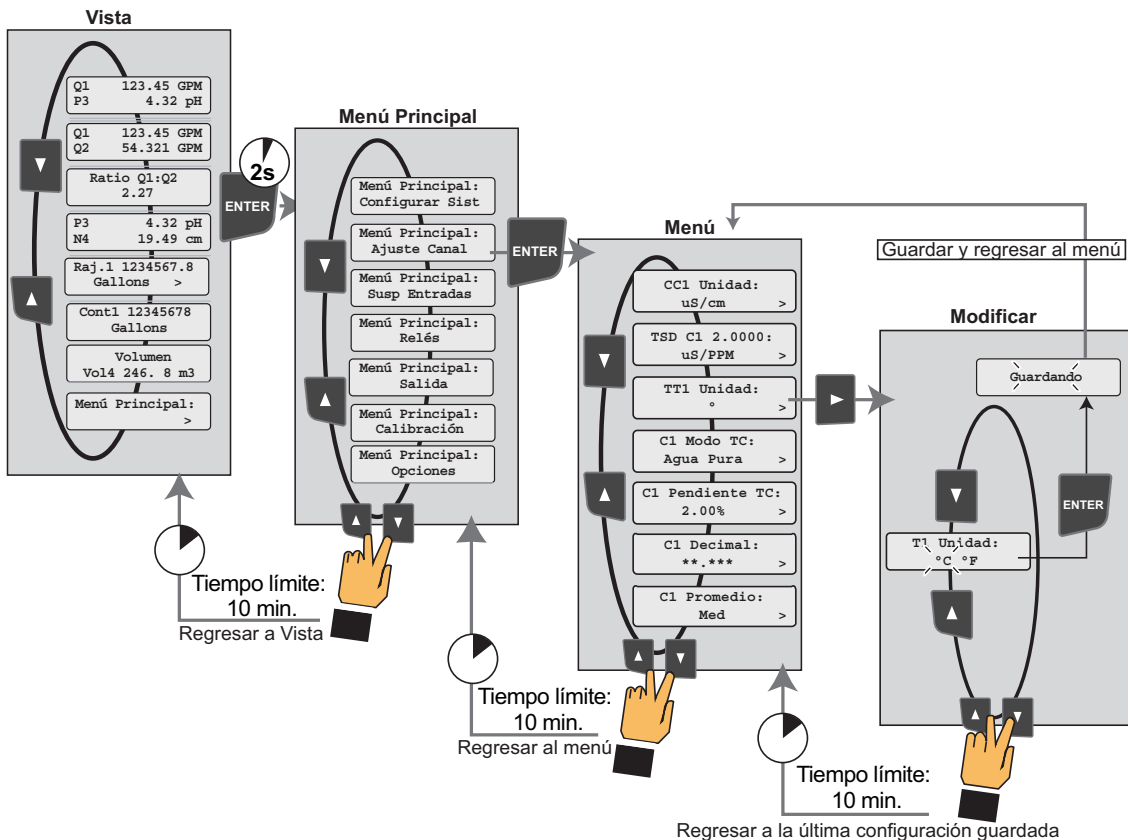 Vista
Q1 123.45 GPM
P3 4.32 pH
Q1 123.45 GPM
Q2 54.321 GPM
Ratio Q1:Q2
2.27
P3 4.32 pH
N4 19.49 cm
Raj.1 1234567.8
Gallons >
Cont1 12345678
Gallons
Volumen
Vol4 246. 8 m3
Menú Principal:
>
2s
ENTER
Tiempo límite:
10 min.
Regresar a Vista
Menú Principal
Menú Principal:
Configurar Sist
Menú Principal:
Ajuste Canal
Menú Principal:
Susp Entradas
Menú Principal:
Relés
Menú Principal:
Salida
Menú Principal:
Calibración
Menú Principal:
Opciones
ENTER
Tiempo límite:
10 min.
Regresar al menú
Menú
CC1 Unidad:
uS/cm >
TSD C1 2.0000:
uS/PPM >
TT1 Unidad:
° >
C1 Modo TC:
Agua Pura >
C1 Pendiente TC:
2.00% >
C1 Decimal:
**.*** >
C1 Promedio:
Med >
Tiempo límite:
10 min.
Regresar a la última configuración guardada
Guardar y regresar al menú
Modificar
Guardando
ENTER
T1 Unidad:
°C °F